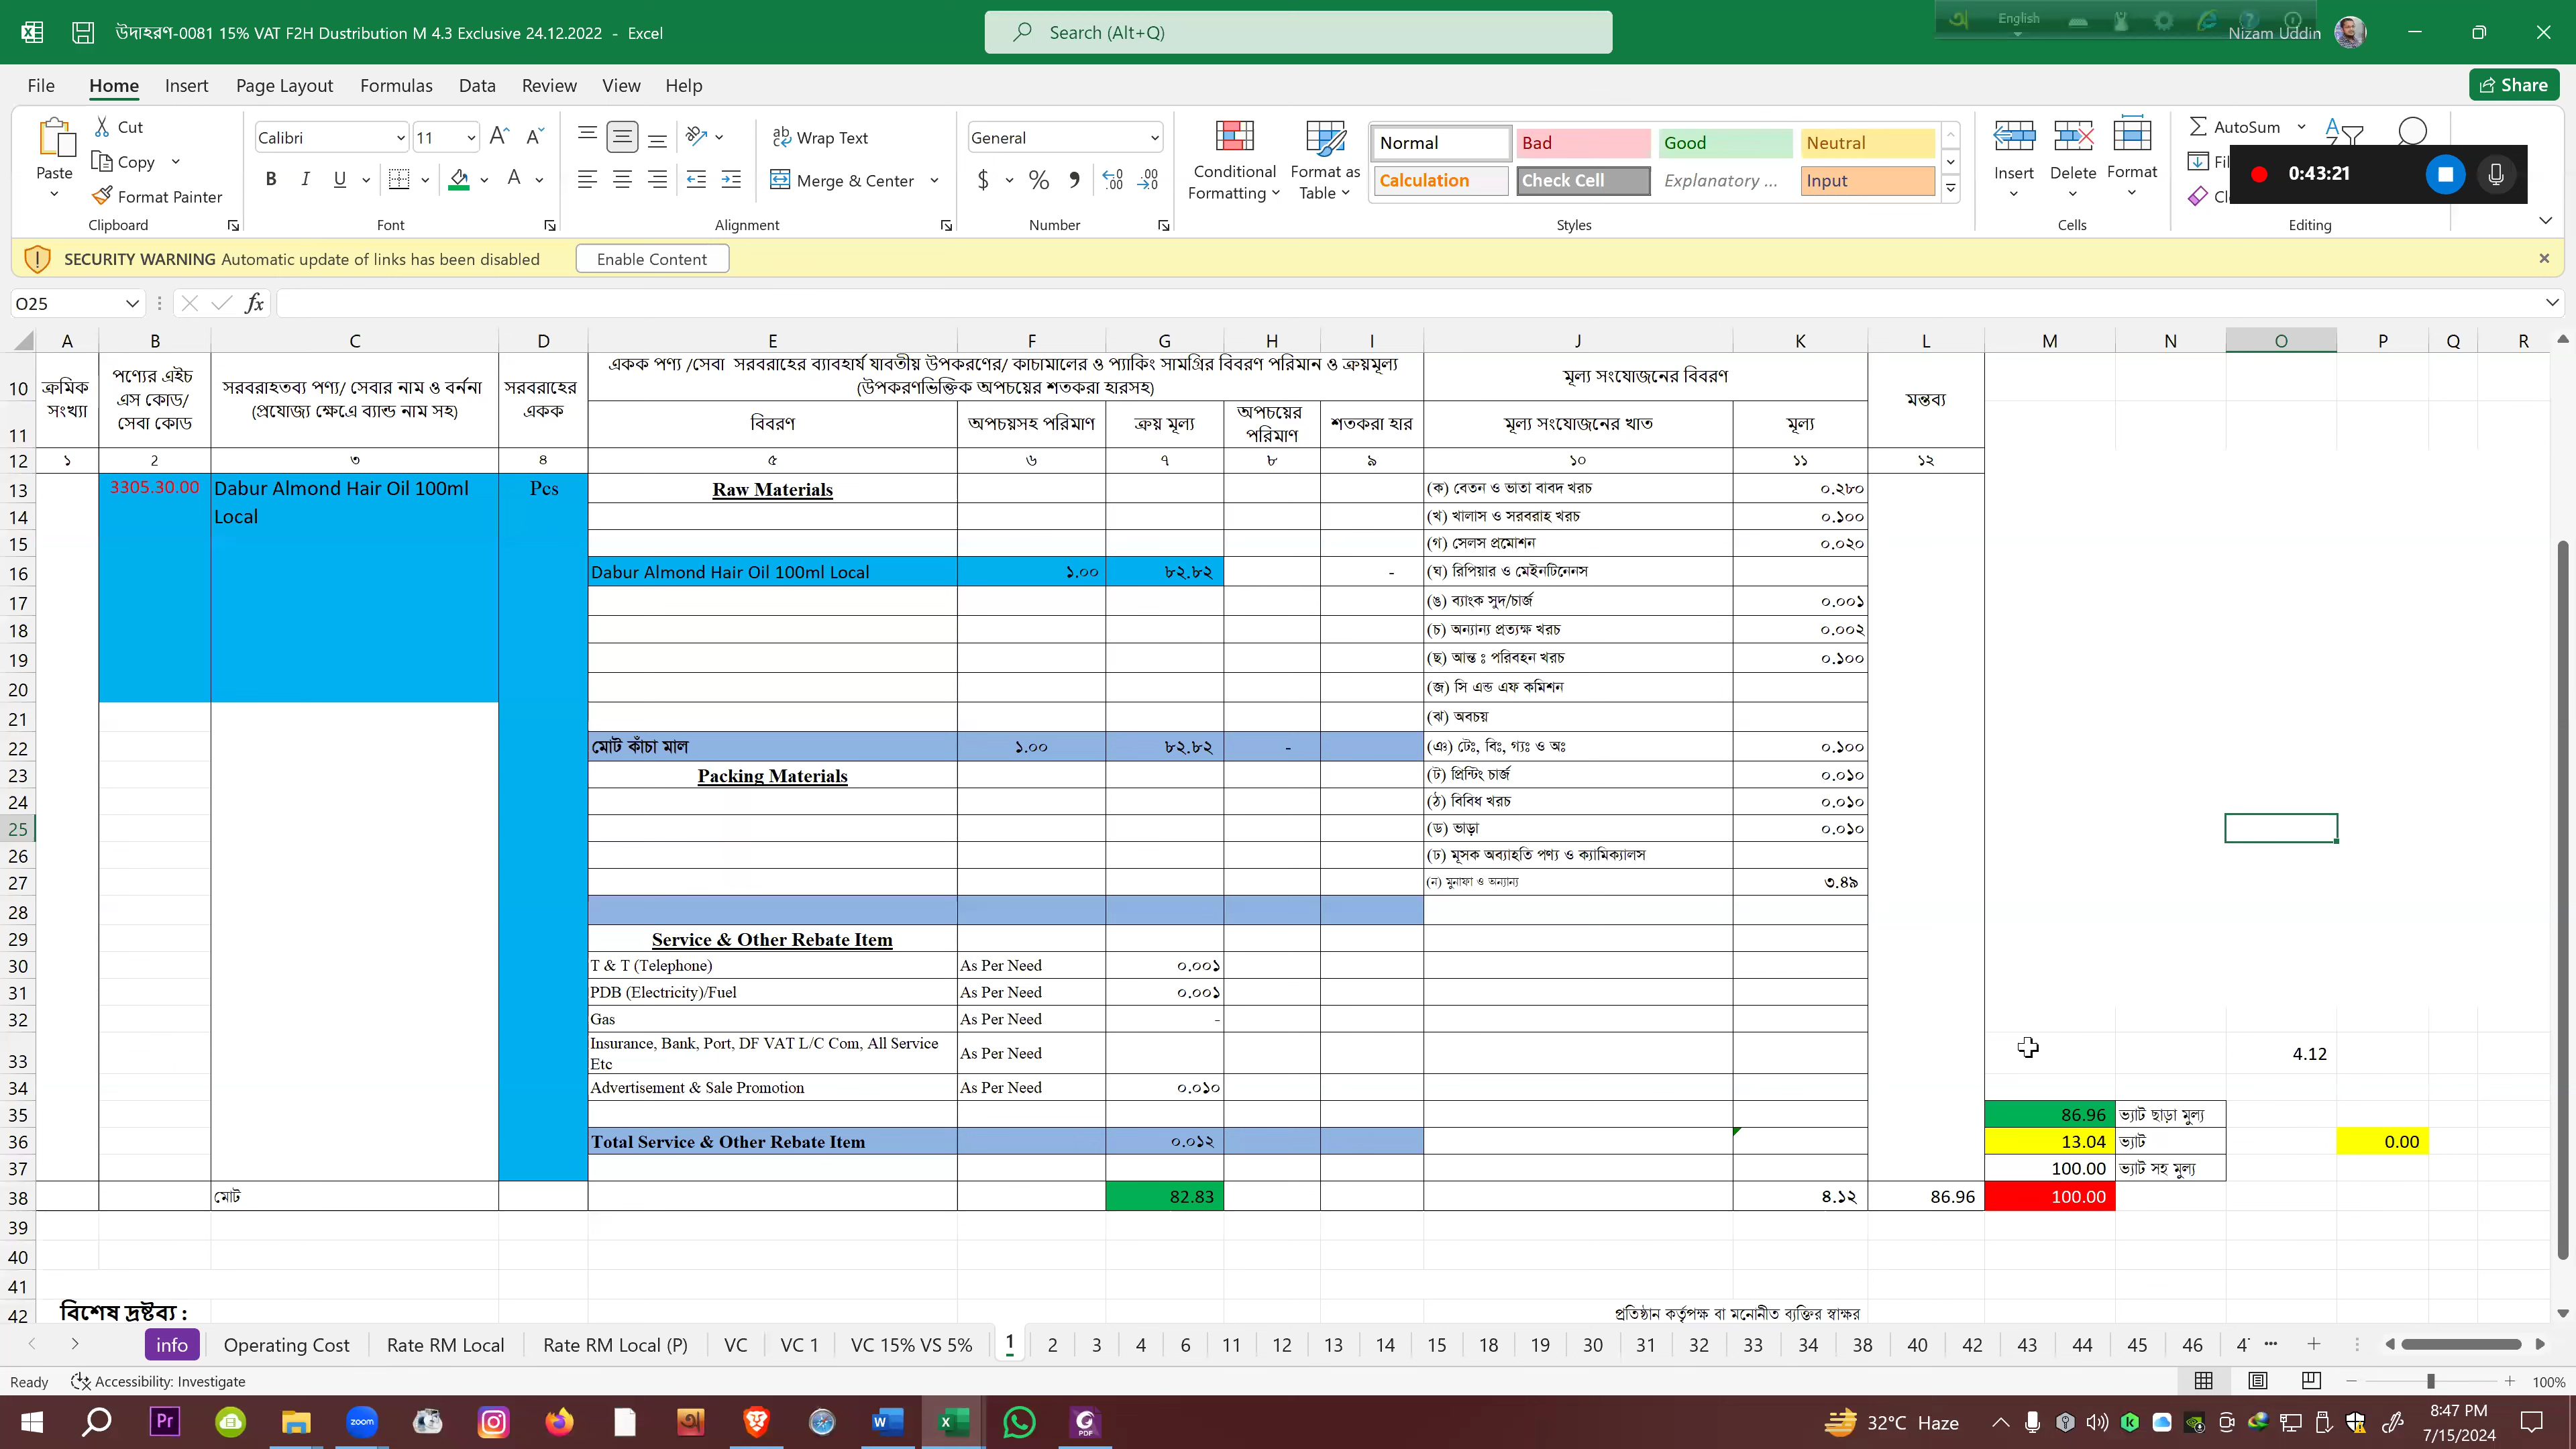 উদাহরণ-0081 15% VAT F2H Dustribution M 4.3 Exclusive 24.12.2022 - Excel
Search (Alt+Q)
English
Nizam Uddin
File Home Insert Page Layout Formulas Data Review View Help
Share
Paste
Cut
Copy
Format Painter
Clipboard
Calibri 11
B I U
Font
Wrap Text
Merge & Center
Alignment
General
$ %
Number
Conditional Formatting
Format as Table
Normal Bad Good Neutral
Calculation Check Cell Explanatory ... Input
Styles
Insert Delete Format
Cells
AutoSum
Editing
0:43:21
SECURITY WARNING Automatic update of links has been disabled Enable Content
O25 fx
A B C D E F G H I J K L M N O P Q R
10 ক্রমিক সংখ্যা
পণ্যের এইচ এস কোড/ সেবা কোড
সরবরাহতব্য পণ্য/ সেবার নাম ও বর্ননা (প্রযোজ্য ক্ষেত্রে ব্যান্ড নাম সহ)
সরবরাহের একক
একক পণ্য /সেবা সরবরাহের ব্যাবহার্য যাবতীয় উপকরণের/ কাচামালের ও প্যাকিং সামগ্রির বিবরণ পরিমান ও ক্রয়মূল্য
(উপকরণভিক্তিক অপচয়ের শতকরা হারসহ)
মূল্য সংযোজনের বিবরণ
মন্তব্য
11 বিবরণ অপচয়সহ পরিমাণ ক্রয় মূল্য অপচয়ের পরিমাণ শতকরা হার মূল্য সংযোজনের খাত মূল্য
12 ১ 2 ৩ ৪ ৫ ৬ ৭ ৮ ৯ ১০ ১১ ১২
13 3305.30.00 Dabur Almond Hair Oil 100ml Local Pcs Raw Materials (ক) বেতন ও ভাতা বাবদ খরচ ০.২৮০
14 (খ) খালাস ও সরবরাহ খরচ ০.১০০
15 (গ) সেলস প্রমোশন ০.০২০
16 Dabur Almond Hair Oil 100ml Local ১.০০ ৮২.৮২ - (ঘ) রিপিয়ার ও মেইনটিনেনস
17 (ঙ) ব্যাংক সুদ/চার্জ ০.০০১
18 (চ) অন্যান্য প্রত্যক্ষ খরচ ০.০০২
19 (ছ) আন্ত ঃ পরিবহন খরচ ০.১০০
20 (জ) সি এন্ড এফ কমিশন
21 (ঝ) অবচয়
22 মোট কাঁচা মাল ১.০০ ৮২.৮২ - (ঞ) টেঃ, বিঃ, গ্যঃ ও অঃ ০.১০০
23 Packing Materials (ট) প্রিন্টিং চার্জ ০.০১০
24 (ঠ) বিবিধ খরচ ০.০১০
25 (ড) ভাড়া ০.০১০
26 (ঢ) মূসক অব্যাহতি পণ্য ও ক্যামিক্যালস
27 (ন) মুনাফা ও অন্যান্য ৩.৪৯
28
29 Service & Other Rebate Item
30 T & T (Telephone) As Per Need ০.০০১
31 PDB (Electricity)/Fuel As Per Need ০.০০১
32 Gas As Per Need -
33 Insurance, Bank, Port, DF VAT L/C Com, All Service Etc As Per Need 4.12
34 Advertisement & Sale Promotion As Per Need ০.০১০
35 86.96 ভ্যাট ছাড়া মুল্য
36 Total Service & Other Rebate Item ০.০১২ 13.04 ভ্যাট 0.00
37 100.00 ভ্যাট সহ মুল্য
38 মোট 82.83 ৪.১২ 86.96 100.00
39
40
41
42 বিশেষ দ্রষ্টব্য : প্রতিষ্ঠান কর্তৃপক্ষ বা মনোনীত ব্যক্তির স্বাক্ষর
info Operating Cost Rate RM Local Rate RM Local (P) VC VC 1 VC 15% VS 5% 1 2 3 4 6 11 12 13 14 15 18 19 30 31 32 33 34 38 40 42 43 44 45 46
Ready Accessibility: Investigate 100%
Pr zoom PDF
32°C Haze
8:47 PM
7/15/2024